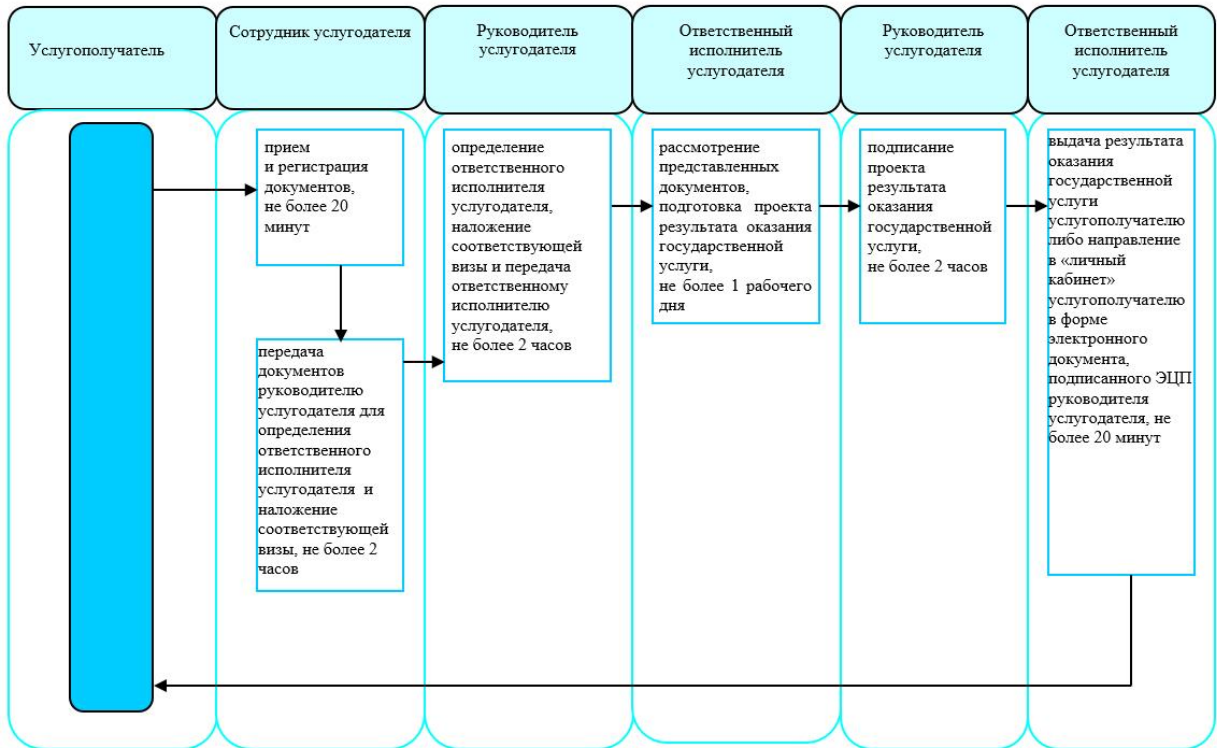 Услугополучатель
Сотрудник услугодателя
Руководитель
услугодателя
Ответственный
исполнитель
услугодателя
Руководитель
услугодателя
Ответственный
исполнитель
услугодателя
прием
и регистрация
документов,
не более 20
минут
передача
документов
руководителю
услугодателя для
определения
ответственного
исполнителя
услугодателя и
наложение
соответствующей
визы, не более 2
часов
определение
ответственного
исполнителя
услугодателя,
наложение
соответствующей
визы и передача
ответственному
исполнителю
услугодателя,
не более 2 часов
рассмотрение
представленных
документов,
подготовка проекта
результата оказания
государственной
услуги,
не более 1 рабочего
дня
подписание
проекта
результата
оказания
государственной
услуги,
не более 2 часов
выдача результата
оказания
государственной
услуги
услугополучателю
либо направление
в «личный
кабинет»
услугополучателю
в форме
электронного
документа,
подписанного ЭЦП
руководителя
услугодателя, не
более 20 минут